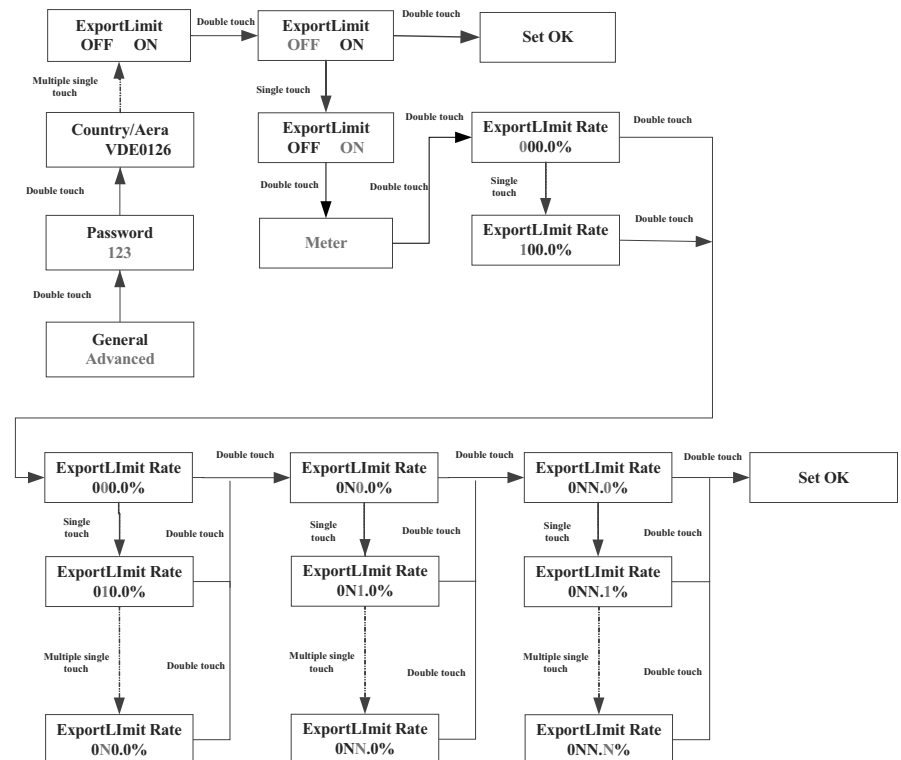 Double touch
ExportLimit
OFF ON
Double touch
ExportLimit
OFF ON
Set OK
Multiple single
touch
Single touch
Country/Aera
VDE0126
ExportLimit
OFF ON
Double touch
ExportLImit Rate
000.0%
Double touch
Double touch
Double touch
Double touch
Single
touch
Password
123
Meter
ExportLImit Rate
100.0%
Double touch
Double touch
General
Advanced
ExportLImit Rate
000.0%
Double touch
ExportLImit Rate
0N0.0%
Double touch
ExportLImit Rate
0NN.0%
Double touch
Set OK
Single
touch
Double touch
Single
touch
Double touch
Single
touch
Double touch
ExportLImit Rate
010.0%
ExportLImit Rate
0N1.0%
ExportLImit Rate
0NN.1%
Multiple single
touch
Double touch
Multiple single
touch
Double touch
Multiple single
touch
Double touch
ExportLImit Rate
0N0.0%
ExportLImit Rate
0NN.0%
ExportLImit Rate
0NN.N%